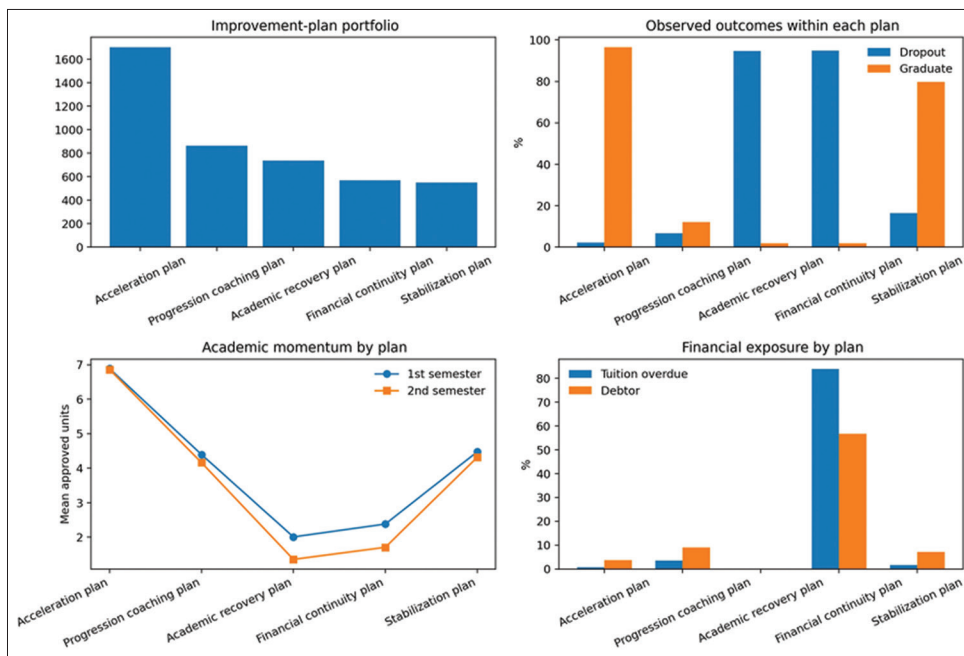 Improvement-plan portfolio
1600
1400
1200
1000
800
600
400
200
0
Acceleration plan
Progression coaching plan
Academic recovery plan
Financial continuity plan
Stabilization plan
Observed outcomes within each plan
100
80
60
40
20
0
%
Dropout
Graduate
Acceleration plan
Progression coaching plan
Academic recovery plan
Financial continuity plan
Stabilization plan
Academic momentum by plan
7
6
5
4
3
2
Mean approved units
1st semester
2nd semester
Acceleration plan
Progression coaching plan
Academic recovery plan
Financial continuity plan
Stabilization plan
Financial exposure by plan
80
70
60
50
40
30
20
10
0
%
Tuition overdue
Debtor
Acceleration plan
Progression coaching plan
Academic recovery plan
Financial continuity plan
Stabilization plan